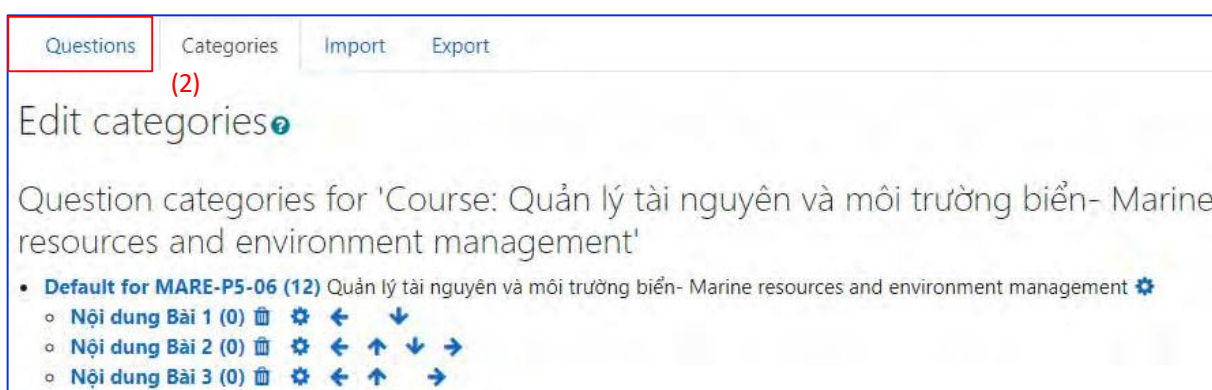 Questions Categories Import Export
(2)
Edit categories
Question categories for 'Course: Quản lý tài nguyên và môi trường biển- Marine
resources and environment management'
Default for MARE-P5-06 (12) Quản lý tài nguyên và môi trường biển- Marine resources and environment management
Nội dung Bài 1 (0)
Nội dung Bài 2 (0)
Nội dung Bài 3 (0)